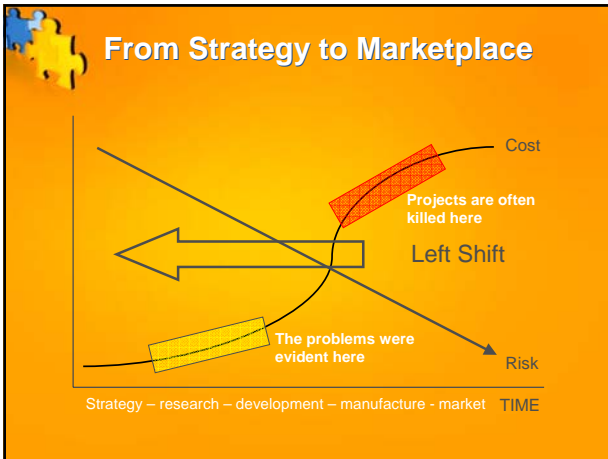 From Strategy to Marketplace
Cost
Projects are often
killed here
Left Shift
The problems were
evident here
Risk
Strategy – research – development – manufacture - market TIME